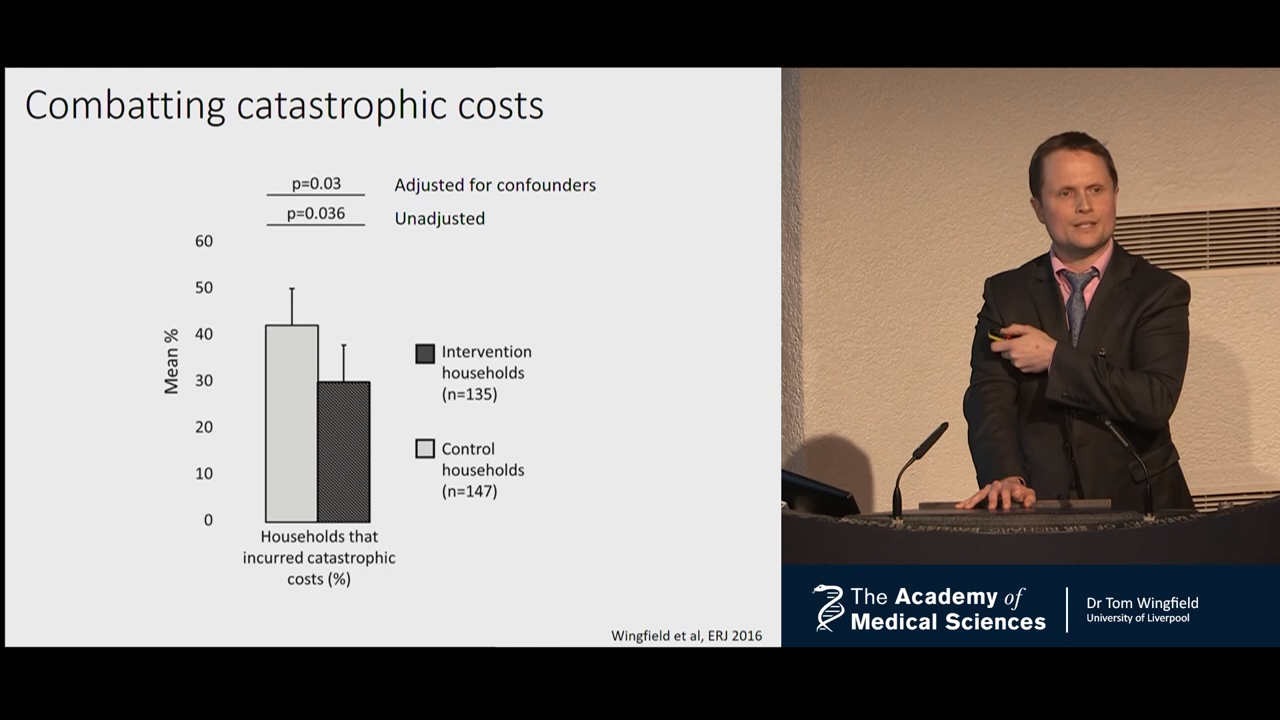 Combatting catastrophic costs
p=0.03
Adjusted for confounders
p=0.036
Unadjusted
60
50
40
30
20
10
0
Mean %
Intervention
households
(n=135)
Control
households
(n=147)
Households that
incurred catastrophic
costs (%)
Wingfield et al, ERJ 2016
The Academy of
Medical Sciences
Dr Tom Wingfield
University of Liverpool